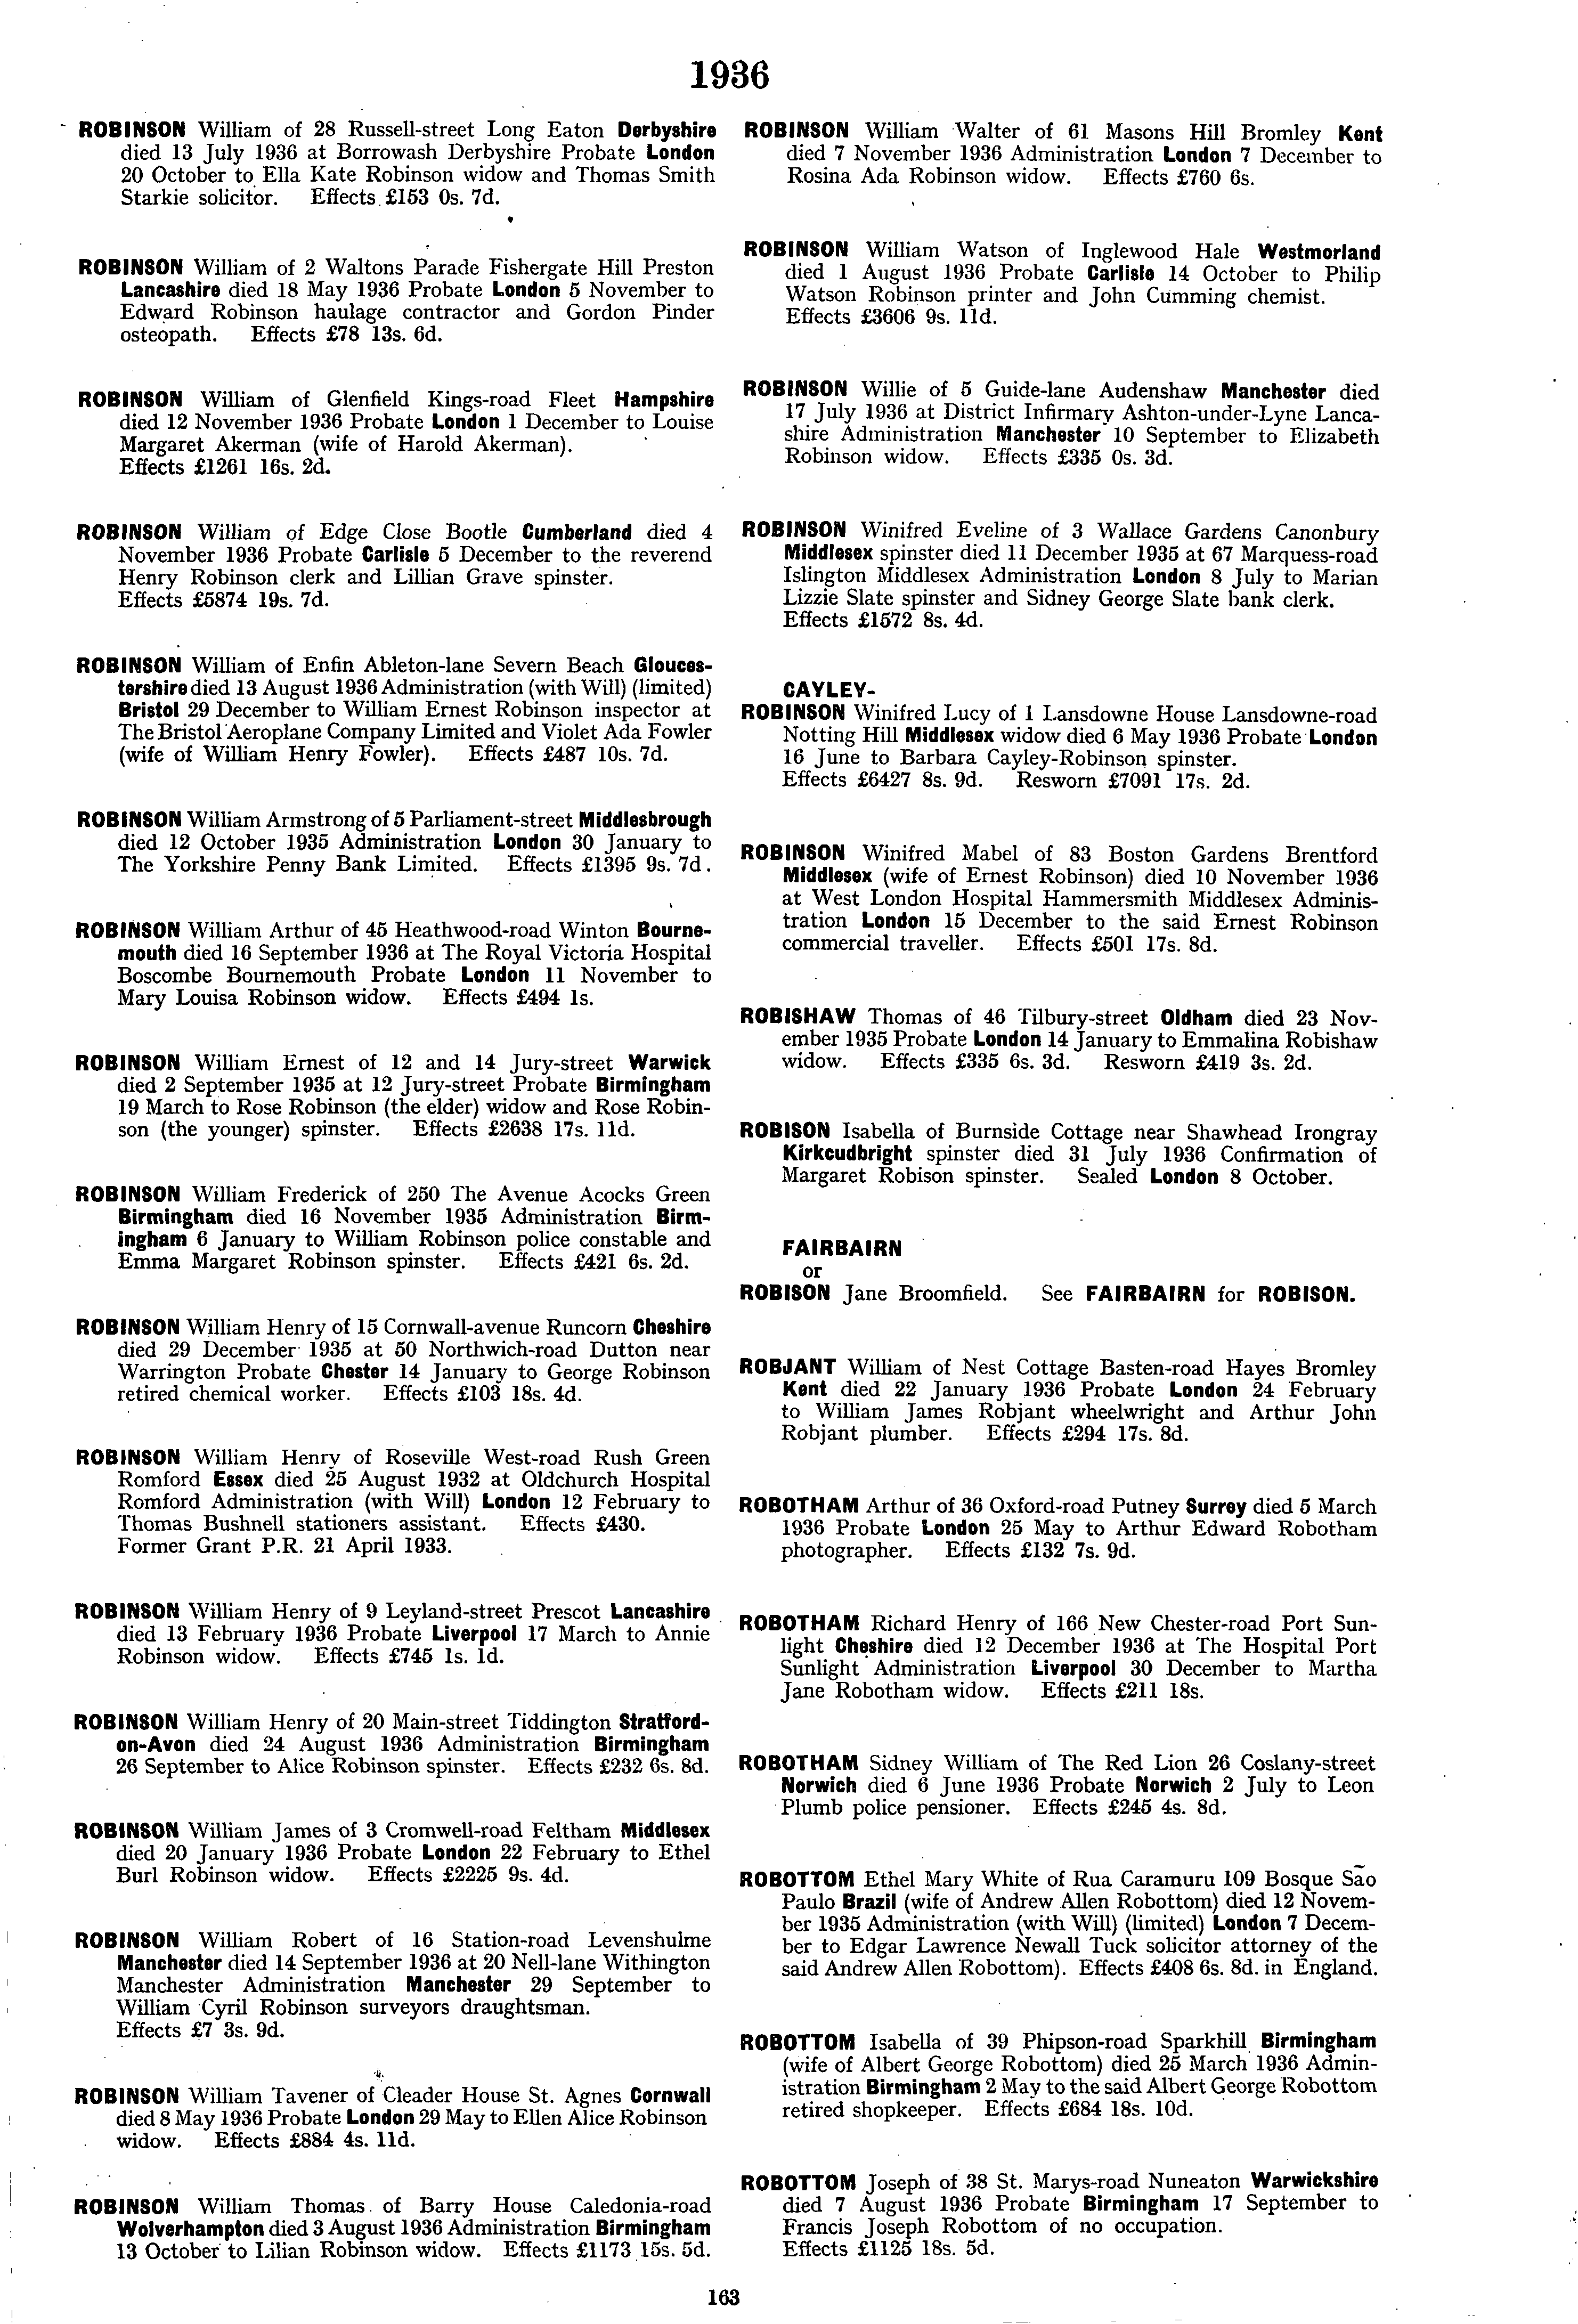 1936
ROBINSON William of 28 Russell-street Long Eaton Derbyshire
died 13 July 1936 at Borrowash Derbyshire Probate London
20 October to Ella Kate Robinson widow and Thomas Smith
Starkie solicitor. Effects £153 0s. 7d.
ROBINSON William of 2 Waltons Parade Fishergate Hill Preston
Lancashire died 18 May 1936 Probate London 5 November to
Edward Robinson haulage contractor and Gordon Pinder
osteopath. Effects £78 13s. 6d.
ROBINSON William of Glenfield Kings-road Fleet Hampshire
died 12 November 1936 Probate London 1 December to Louise
Margaret Akerman (wife of Harold Akerman).
Effects £1261 16s. 2d.
ROBINSON William of Edge Close Bootle Cumberland died 4
November 1936 Probate Carlisle 5 December to the reverend
Henry Robinson clerk and Lillian Grave spinster.
Effects £5874 19s. 7d.
ROBINSON William of Enfin Ableton-lane Severn Beach Glouces-
tershire died 13 August 1936 Administration (with Will) (limited)
Bristol 29 December to William Ernest Robinson inspector at
The Bristol Aeroplane Company Limited and Violet Ada Fowler
(wife of William Henry Fowler). Effects £487 10s. 7d.
ROBINSON William Armstrong of 5 Parliament-street Middlesbrough
died 12 October 1935 Administration London 30 January to
The Yorkshire Penny Bank Limited. Effects £1395 9s. 7d.
ROBINSON William Arthur of 45 Heathwood-road Winton Bourne-
mouth died 16 September 1936 at The Royal Victoria Hospital
Boscombe Bournemouth Probate London 11 November to
Mary Louisa Robinson widow. Effects £494 1s.
ROBINSON William Ernest of 12 and 14 Jury-street Warwick
died 2 September 1935 at 12 Jury-street Probate Birmingham
19 March to Rose Robinson (the elder) widow and Rose Robin-
son (the younger) spinster. Effects £2638 17s. 11d.
ROBINSON William Frederick of 250 The Avenue Acocks Green
Birmingham died 16 November 1935 Administration Birm-
ingham 6 January to William Robinson police constable and
Emma Margaret Robinson spinster. Effects £421 6s. 2d.
ROBINSON William Henry of 15 Cornwall-avenue Runcorn Cheshire
died 29 December 1935 at 50 Northwich-road Dutton near
Warrington Probate Chester 14 January to George Robinson
retired chemical worker. Effects £103 18s. 4d.
ROBINSON William Henry of Roseville West-road Rush Green
Romford Essex died 25 August 1932 at Oldchurch Hospital
Romford Administration (with Will) London 12 February to
Thomas Bushnell stationers assistant. Effects £430.
Former Grant P.R. 21 April 1933.
ROBINSON William Henry of 9 Leyland-street Prescot Lancashire
died 13 February 1936 Probate Liverpool 17 March to Annie
Robinson widow. Effects £745 1s. 1d.
ROBINSON William Henry of 20 Main-street Tiddington Stratford-
on-Avon died 24 August 1936 Administration Birmingham
26 September to Alice Robinson spinster. Effects £232 6s. 8d.
ROBINSON William James of 3 Cromwell-road Feltham Middlesex
died 20 January 1936 Probate London 22 February to Ethel
Burl Robinson widow. Effects £2225 9s. 4d.
ROBINSON William Robert of 16 Station-road Levenshulme
Manchester died 14 September 1936 at 20 Nell-lane Withington
Manchester Administration Manchester 29 September to
William Cyril Robinson surveyors draughtsman.
Effects £7 3s. 9d.
ROBINSON William Tavener of Cleader House St. Agnes Cornwall
died 8 May 1936 Probate London 29 May to Ellen Alice Robinson
widow. Effects £884 4s. 11d.
ROBINSON William Thomas of Barry House Caledonia-road
Wolverhampton died 3 August 1936 Administration Birmingham
13 October to Lilian Robinson widow. Effects £1173 15s. 5d.
ROBINSON William Walter of 61 Masons Hill Bromley Kent
died 7 November 1936 Administration London 7 December to
Rosina Ada Robinson widow. Effects £760 6s.
ROBINSON William Watson of Inglewood Hale Westmorland
died 1 August 1936 Probate Carlisle 14 October to Philip
Watson Robinson printer and John Cumming chemist.
Effects £3606 9s. 11d.
ROBINSON Willie of 5 Guide-lane Audenshaw Manchester died
17 July 1936 at District Infirmary Ashton-under-Lyne Lanca-
shire Administration Manchester 10 September to Elizabeth
Robinson widow. Effects £335 0s. 3d.
ROBINSON Winifred Eveline of 3 Wallace Gardens Canonbury
Middlesex spinster died 11 December 1935 at 67 Marquess-road
Islington Middlesex Administration London 8 July to Marian
Lizzie Slate spinster and Sidney George Slate bank clerk.
Effects £1572 8s. 4d.
CAYLEY-
ROBINSON Winifred Lucy of 1 Lansdowne House Lansdowne-road
Notting Hill Middlesex widow died 6 May 1936 Probate London
16 June to Barbara Cayley-Robinson spinster.
Effects £6427 8s. 9d. Resworn £7091 17s. 2d.
ROBINSON Winifred Mabel of 83 Boston Gardens Brentford
Middlesex (wife of Ernest Robinson) died 10 November 1936
at West London Hospital Hammersmith Middlesex Adminis-
tration London 15 December to the said Ernest Robinson
commercial traveller. Effects £501 17s. 8d.
ROBISHAW Thomas of 46 Tilbury-street Oldham died 23 Nov-
ember 1935 Probate London 14 January to Emmalina Robishaw
widow. Effects £335 6s. 3d. Resworn £419 3s. 2d.
ROBISON Isabella of Burnside Cottage near Shawhead Irongray
Kirkcudbright spinster died 31 July 1936 Confirmation of
Margaret Robison spinster. Sealed London 8 October.
FAIRBAIRN
or
ROBISON Jane Broomfield. See FAIRBAIRN for ROBISON.
ROBJANT William of Nest Cottage Basten-road Hayes Bromley
Kent died 22 January 1936 Probate London 24 February
to William James Robjant wheelwright and Arthur John
Robjant plumber. Effects £294 17s. 8d.
ROBOTHAM Arthur of 36 Oxford-road Putney Surrey died 5 March
1936 Probate London 25 May to Arthur Edward Robotham
photographer. Effects £132 7s. 9d.
ROBOTHAM Richard Henry of 166 New Chester-road Port Sun-
light Cheshire died 12 December 1936 at The Hospital Port
Sunlight Administration Liverpool 30 December to Martha
Jane Robotham widow. Effects £211 18s.
ROBOTHAM Sidney William of The Red Lion 26 Coslany-street
Norwich died 6 June 1936 Probate Norwich 2 July to Leon
Plumb police pensioner. Effects £245 4s. 8d.
ROBOTTOM Ethel Mary White of Rua Caramuru 109 Bosque São
Paulo Brazil (wife of Andrew Allen Robottom) died 12 Novem-
ber 1935 Administration (with Will) (limited) London 7 Decem-
ber to Edgar Lawrence Newall Tuck solicitor attorney of the
said Andrew Allen Robottom). Effects £408 6s. 8d. in England.
ROBOTTOM Isabella of 39 Phipson-road Sparkhill Birmingham
(wife of Albert George Robottom) died 25 March 1936 Admin-
istration Birmingham 2 May to the said Albert George Robottom
retired shopkeeper. Effects £684 18s. 10d.
ROBOTTOM Joseph of 38 St. Marys-road Nuneaton Warwickshire
died 7 August 1936 Probate Birmingham 17 September to
Francis Joseph Robottom of no occupation.
Effects £1125 18s. 5d.
163